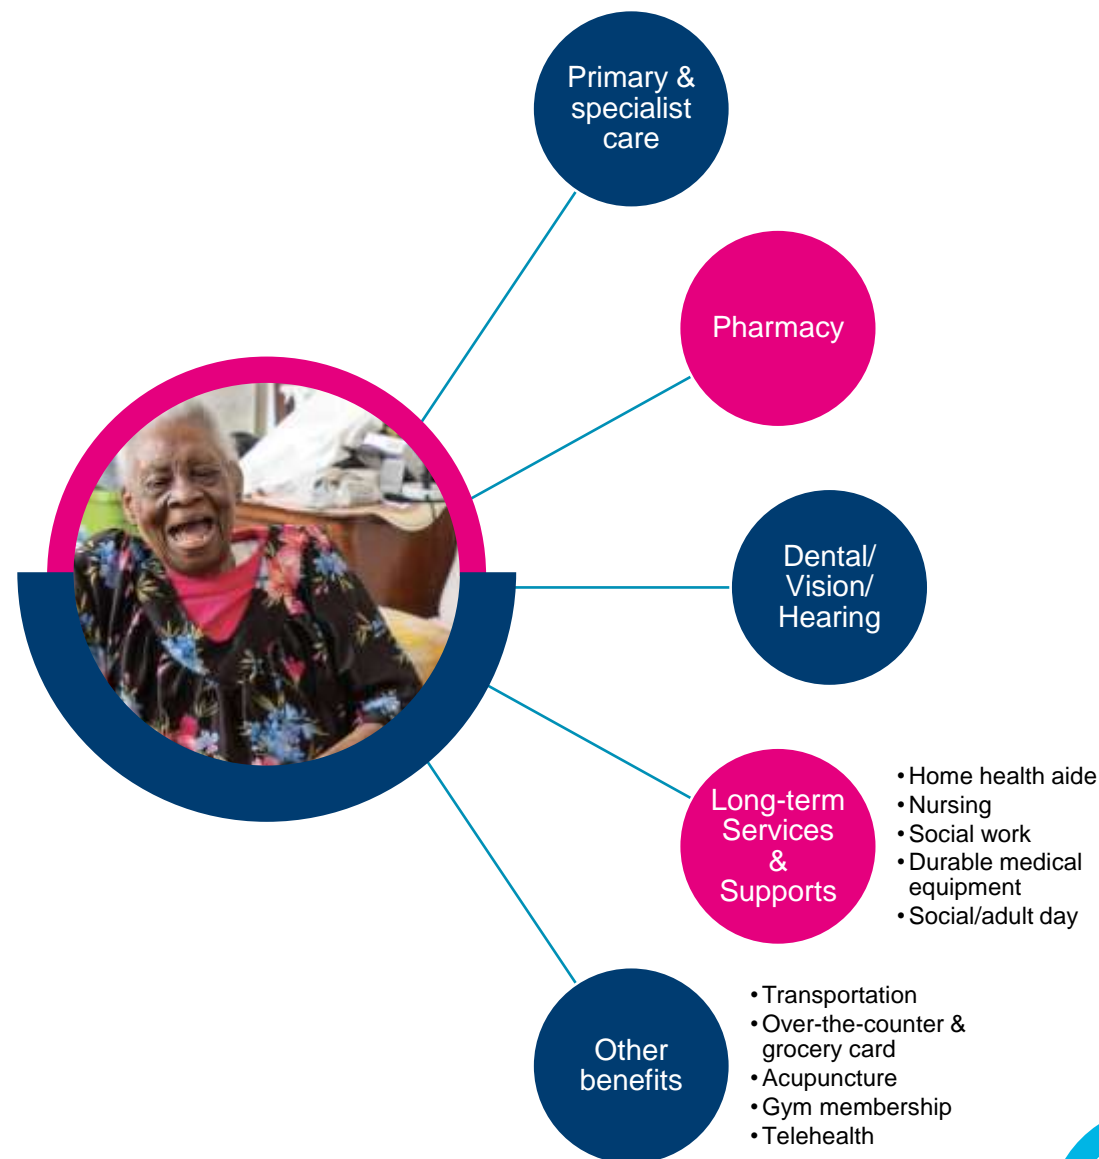 Primary &
specialist
care
Pharmacy
Dental/
Vision/
Hearing
Long-term
Services
&
Supports
• Home health aide
• Nursing
• Social work
• Durable medical
equipment
• Social/adult day
Other
benefits
• Transportation
• Over-the-counter &
grocery card
• Acupuncture
• Gym membership
• Telehealth